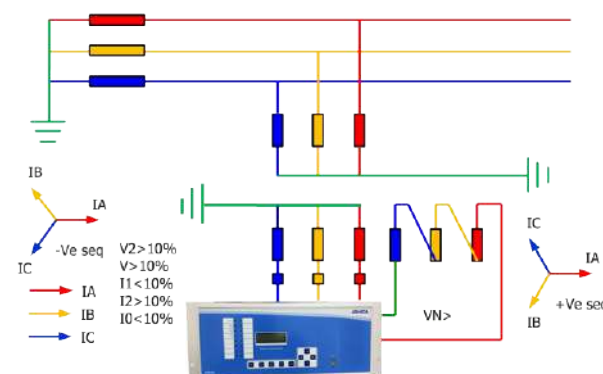 IB
IA
IC
-Ve seq
IA
IB
IC
V2>10%
V>10%
I1<10%
I2>10%
I0<10%
VN>
IC
IA
IB
+Ve seq